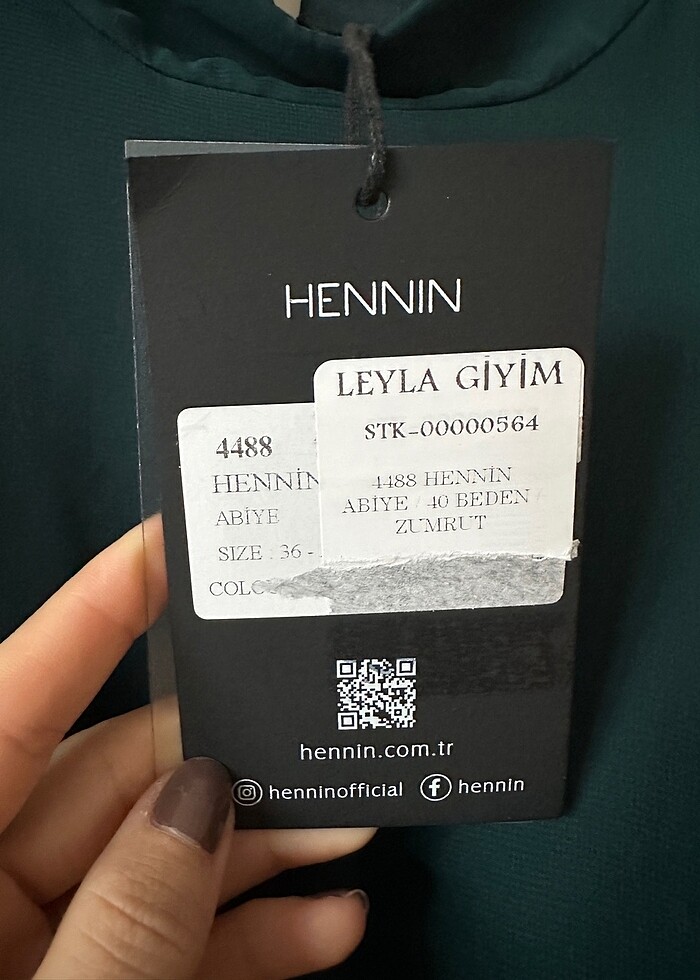 HENNIN
LEYLA GİYİM
STK-00000564
4488 HENNİN
ABİYE / 40 BEDEN /
ZUMRUT
4488
HENNİN
ABİYE
SIZE : 36 -
hennin.com.tr
henninofficial
hennin